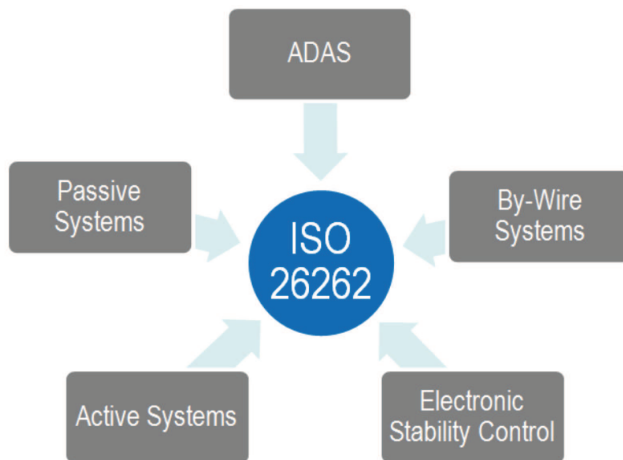 ADAS
Passive
Systems
By-Wire
Systems
ISO
26262
Active Systems
Electronic
Stability Control